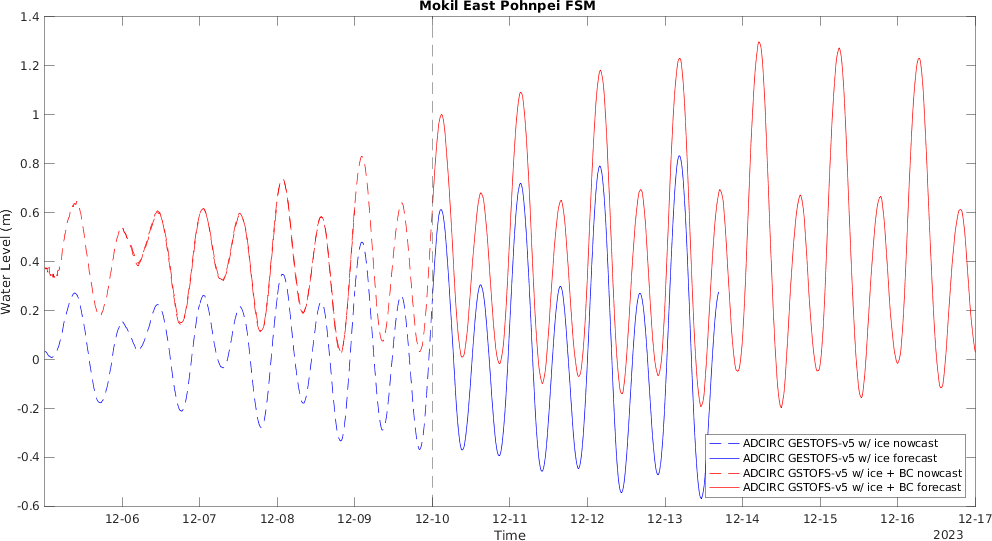 Mokil East Pohnpei FSM
1.4
1.2
1
0.8
0.6
0.4
0.2
0
-0.2
-0.4
-0.6
Water Level (m)
ADCIRC GESTOFS-v5 w/ ice nowcast
ADCIRC GESTOFS-v5 w/ ice forecast
ADCIRC GSTOFS-v5 w/ ice + BC nowcast
ADCIRC GSTOFS-v5 w/ ice + BC forecast
12-06 12-07 12-08 12-09 12-10 12-11 12-12 12-13 12-14 12-15 12-16 12-17
Time
2023